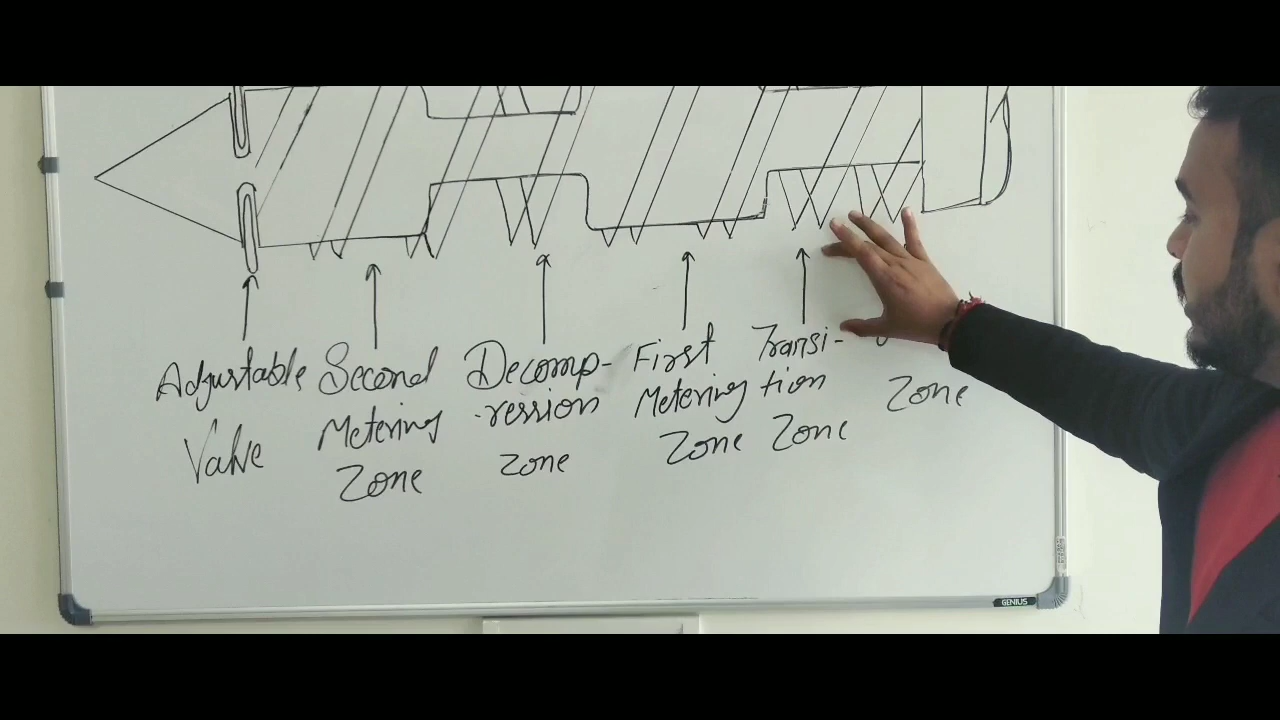 Adjustable
Valve
Second
Metering
Zone
Decomp-
-ression
Zone
First
Metering
Zone
Transi-
tion
Zone
Zone
GENIUS